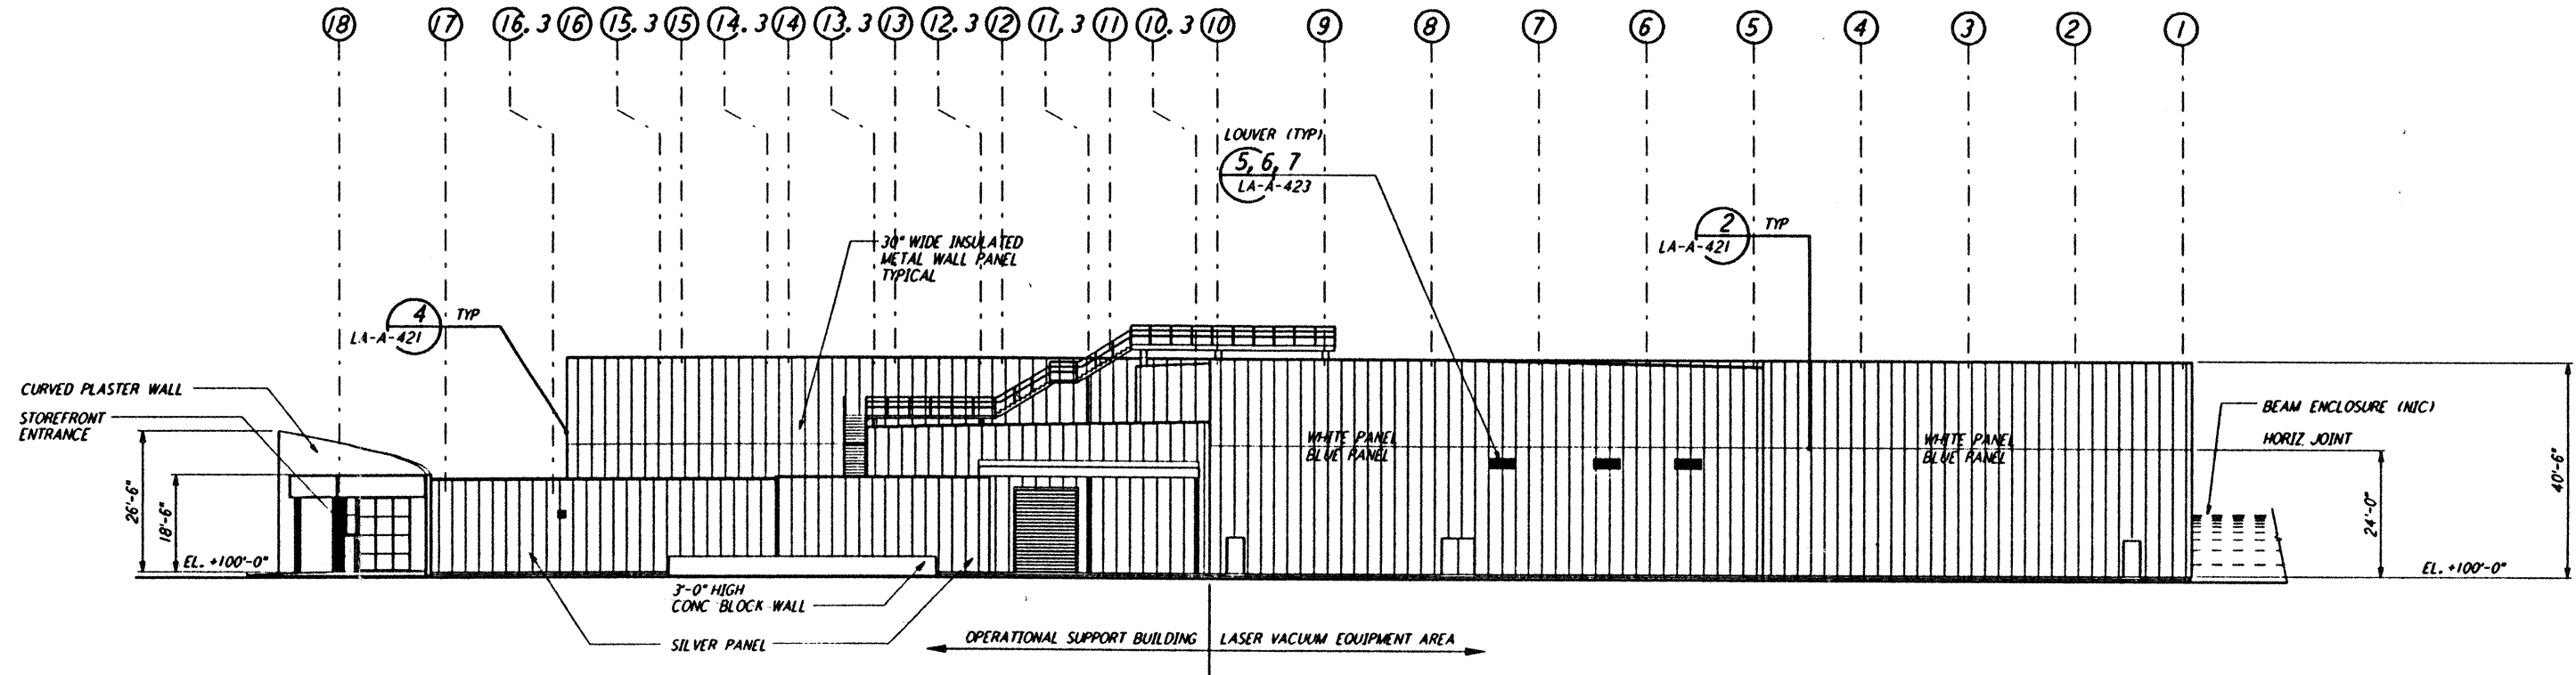 18 17 16.3 16 15.3 15 14.3 14 13.3 13 12.3 12 11.3 11 10.3 10 9 8 7 6 5 4 3 2 1
LOUVER (TYP)
5, 6, 7
LA-A-423
2 TYP
LA-A-421
30" WIDE INSULATED
METAL WALL PANEL
TYPICAL
4 TYP
LA-A-421
CURVED PLASTER WALL
STOREFRONT
ENTRANCE
26'-6"
18'-6"
EL. +100'-0"
WHITE PANEL
BLUE PANEL
WHITE PANEL
BLUE PANEL
BEAM ENCLOSURE (NIC)
HORIZ JOINT
24'-0"
40'-6"
EL. +100'-0"
3'-0" HIGH
CONC BLOCK WALL
SILVER PANEL
OPERATIONAL SUPPORT BUILDING
LASER VACUUM EQUIPMENT AREA